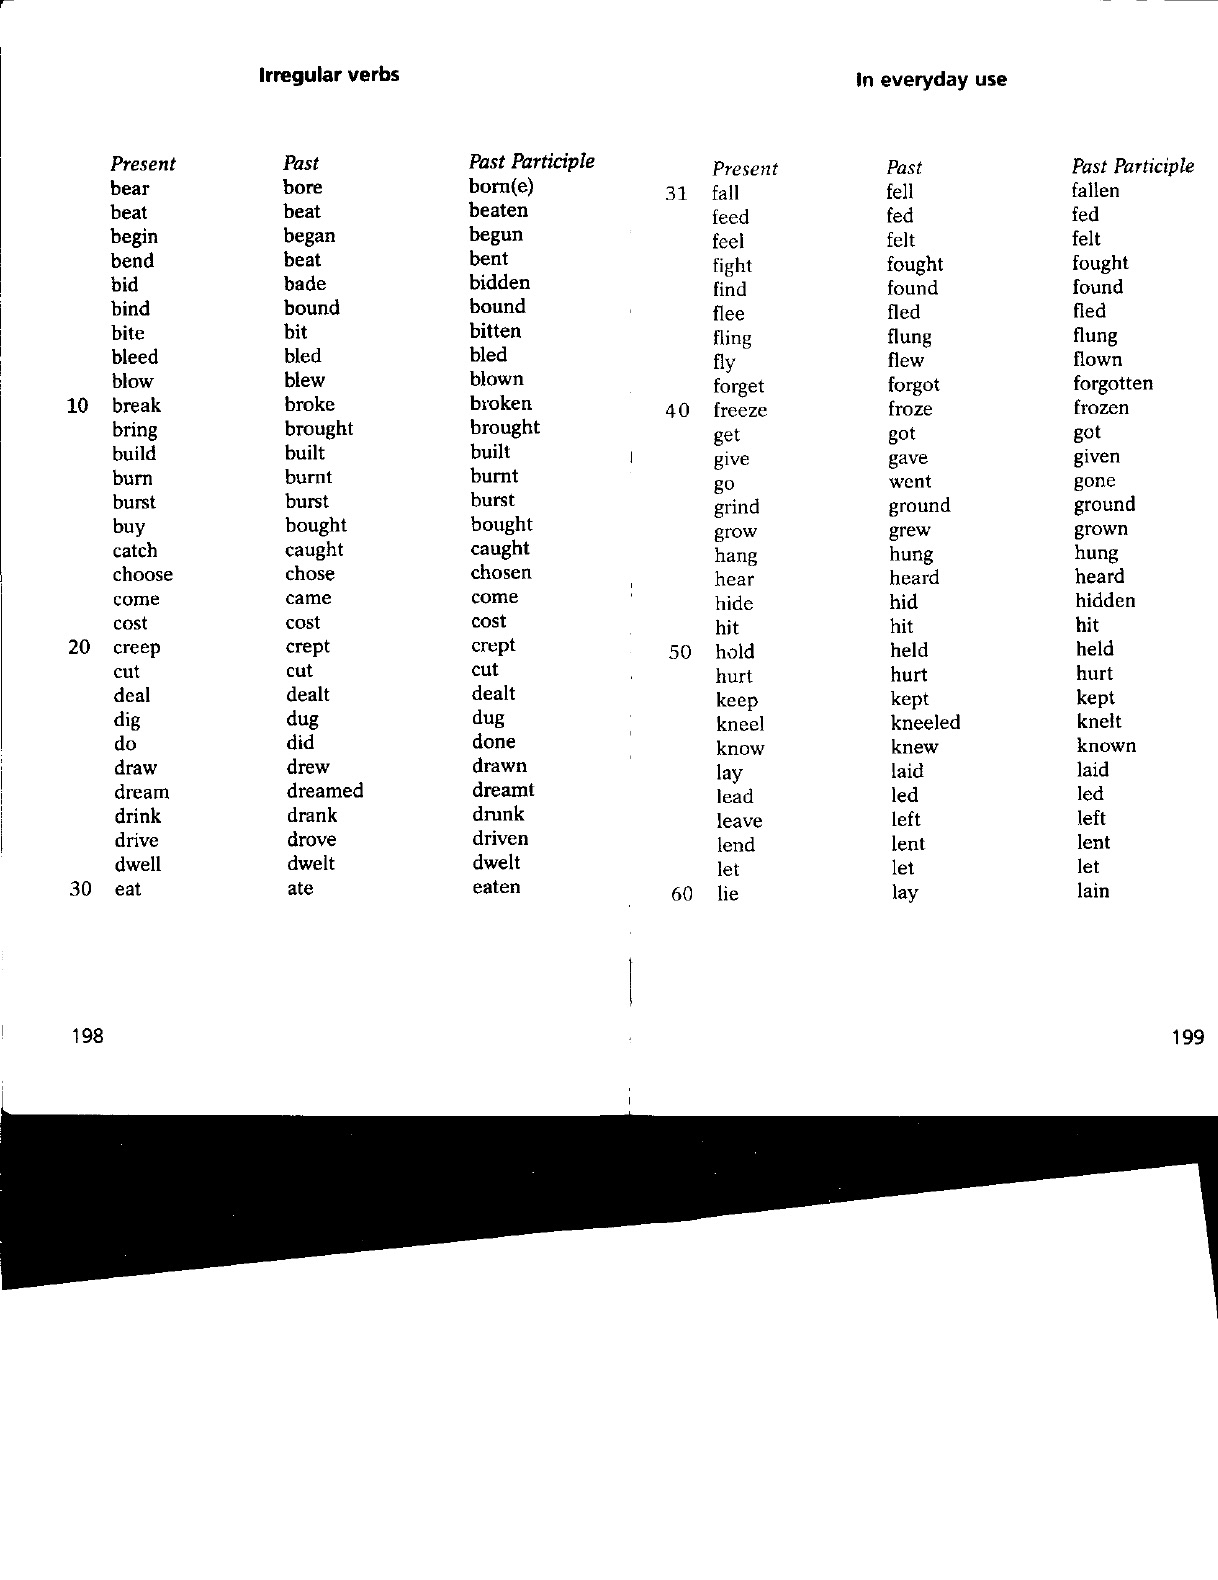 Irregular verbs
Present Past Past Participle
bear bore born(e)
beat beat beaten
begin began begun
bend beat bent
bid bade bidden
bind bound bound
bite bit bitten
bleed bled bled
blow blew blown
10 break broke broken
bring brought brought
build built built
burn burnt burnt
burst burst burst
buy bought bought
catch caught caught
choose chose chosen
come came come
cost cost cost
20 creep crept crept
cut cut cut
deal dealt dealt
dig dug dug
do did done
draw drew drawn
dream dreamed dreamt
drink drank drunk
drive drove driven
dwell dwelt dwelt
30 eat ate eaten
198
In everyday use
Present Past Past Participle
31 fall fell fallen
feed fed fed
feel felt felt
fight fought fought
find found found
flee fled fled
fling flung flung
fly flew flown
forget forgot forgotten
40 freeze froze frozen
get got got
give gave given
go went gone
grind ground ground
grow grew grown
hang hung hung
hear heard heard
hide hid hidden
hit hit hit
50 hold held held
hurt hurt hurt
keep kept kept
kneel kneeled knelt
know knew known
lay laid laid
lead led led
leave left left
lend lent lent
let let let
60 lie lay lain
199